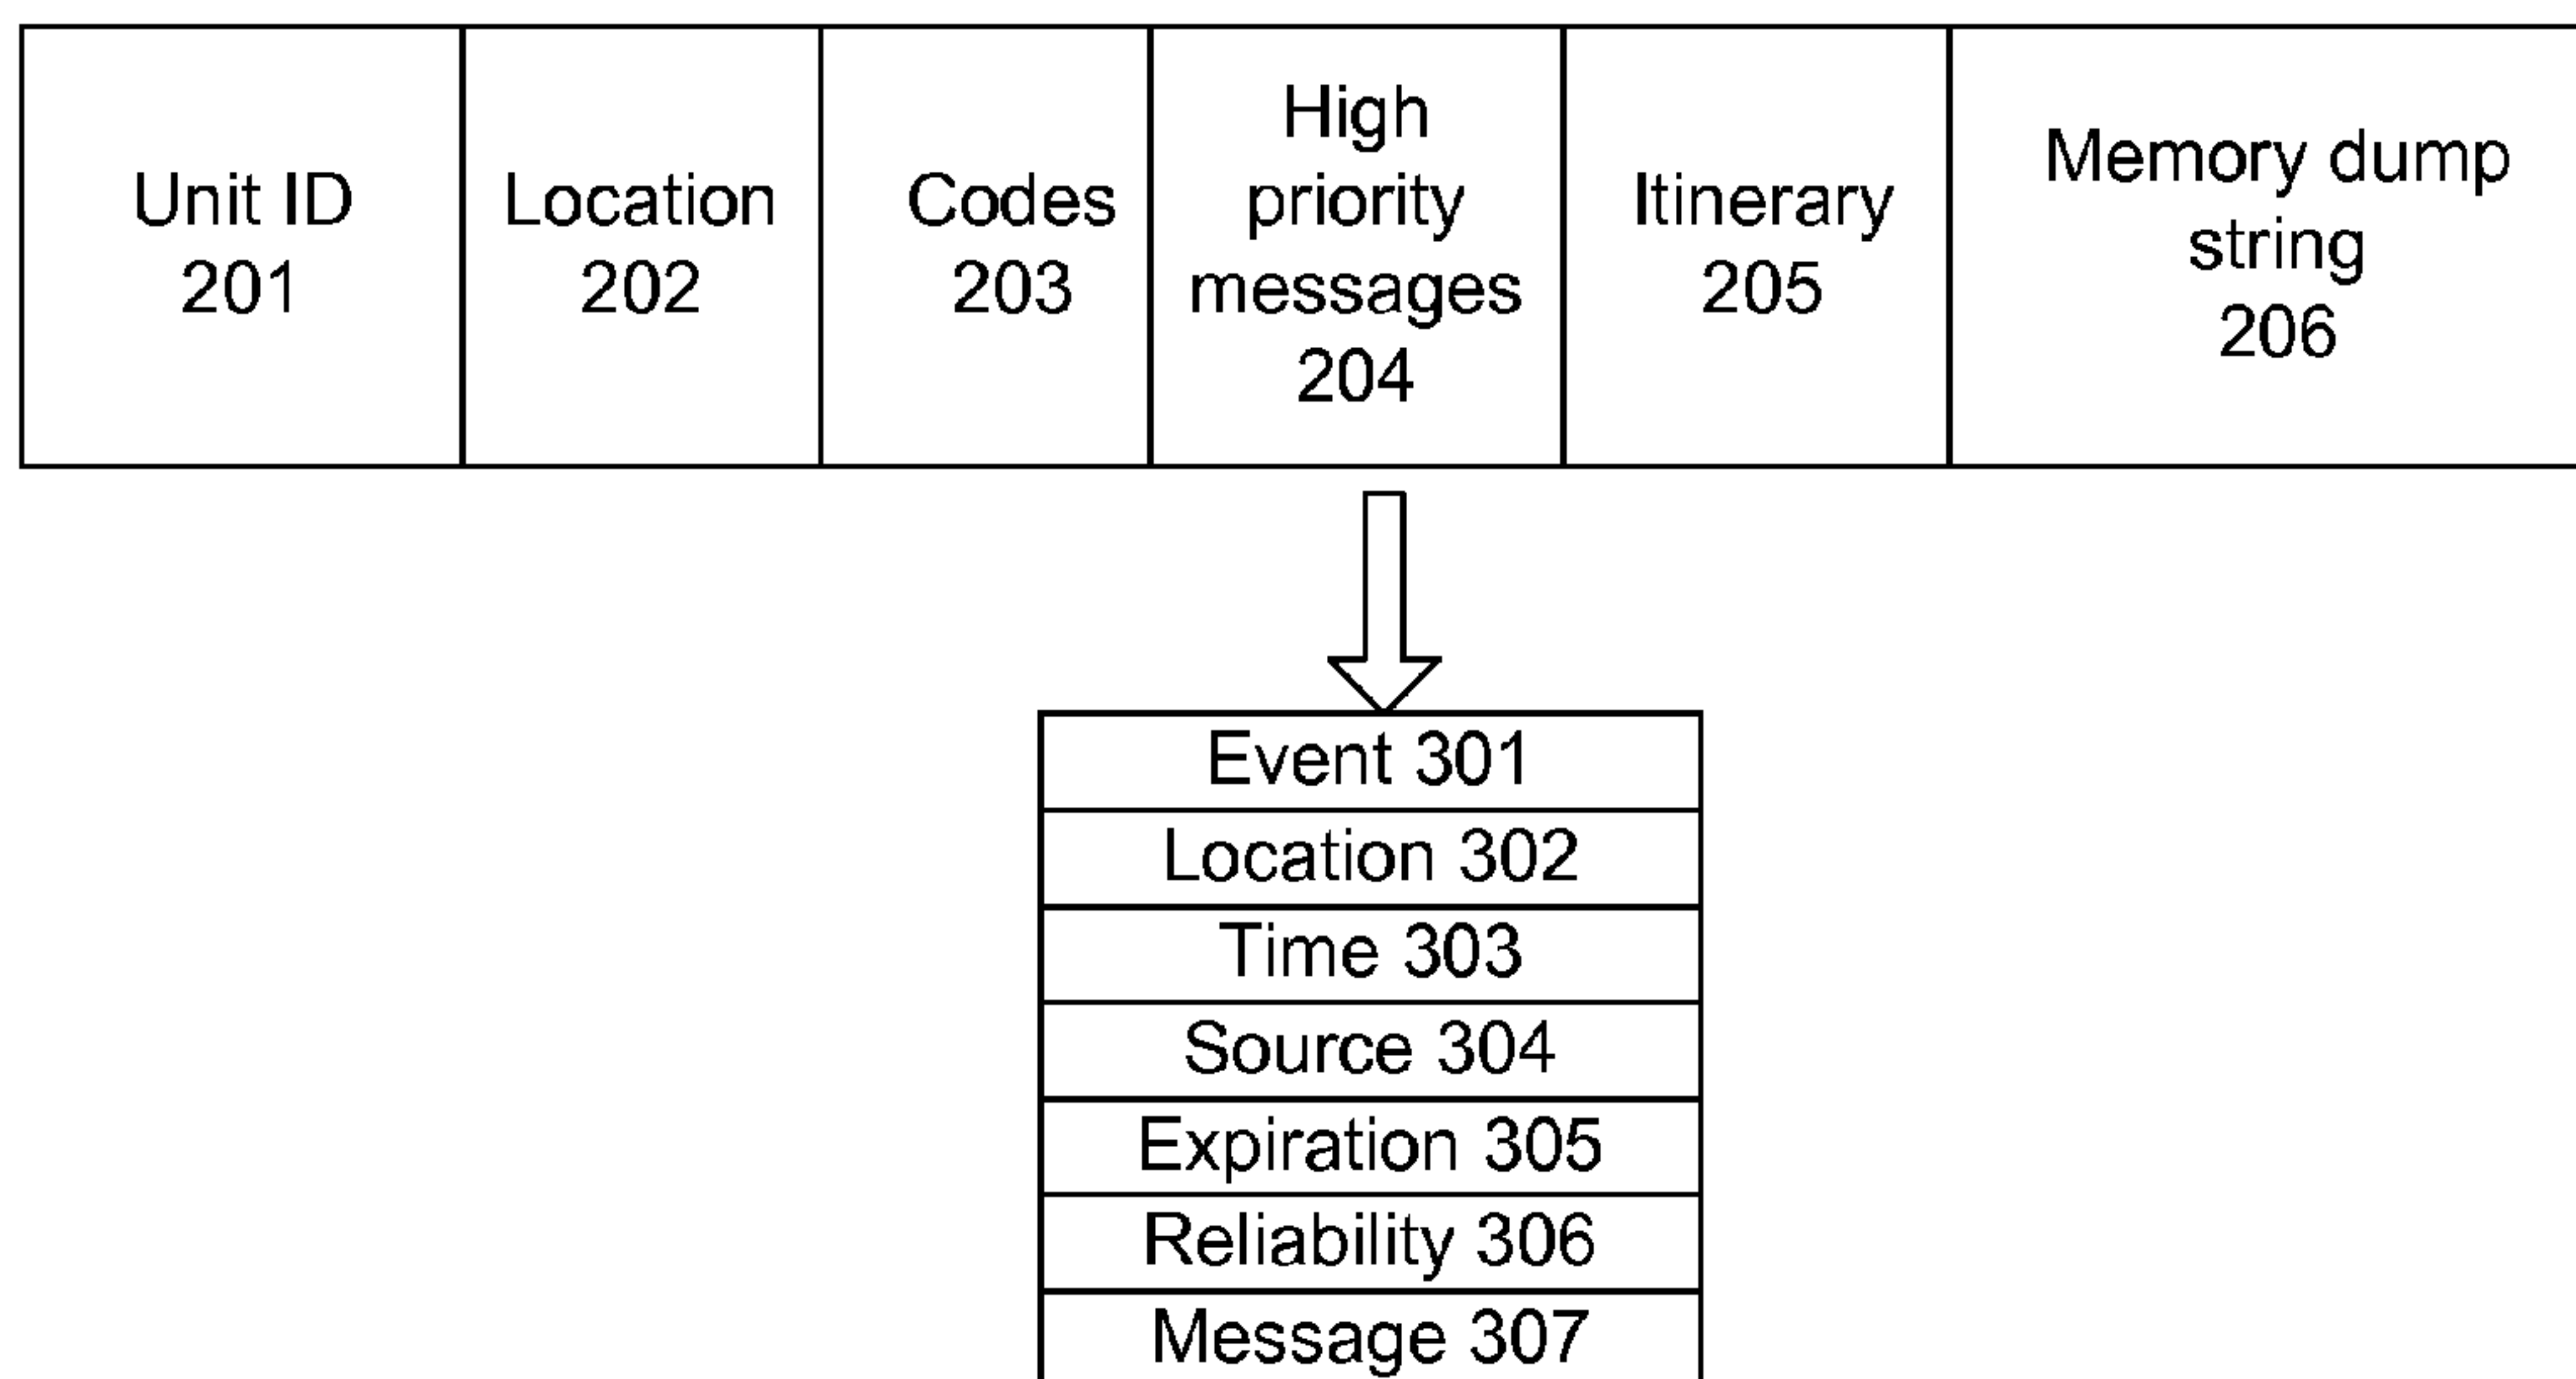 Unit ID
201
Location
202
Codes
203
High
priority
messages
204
Itinerary
205
Memory dump
string
206
Event 301
Location 302
Time 303
Source 304
Expiration 305
Reliability 306
Message 307